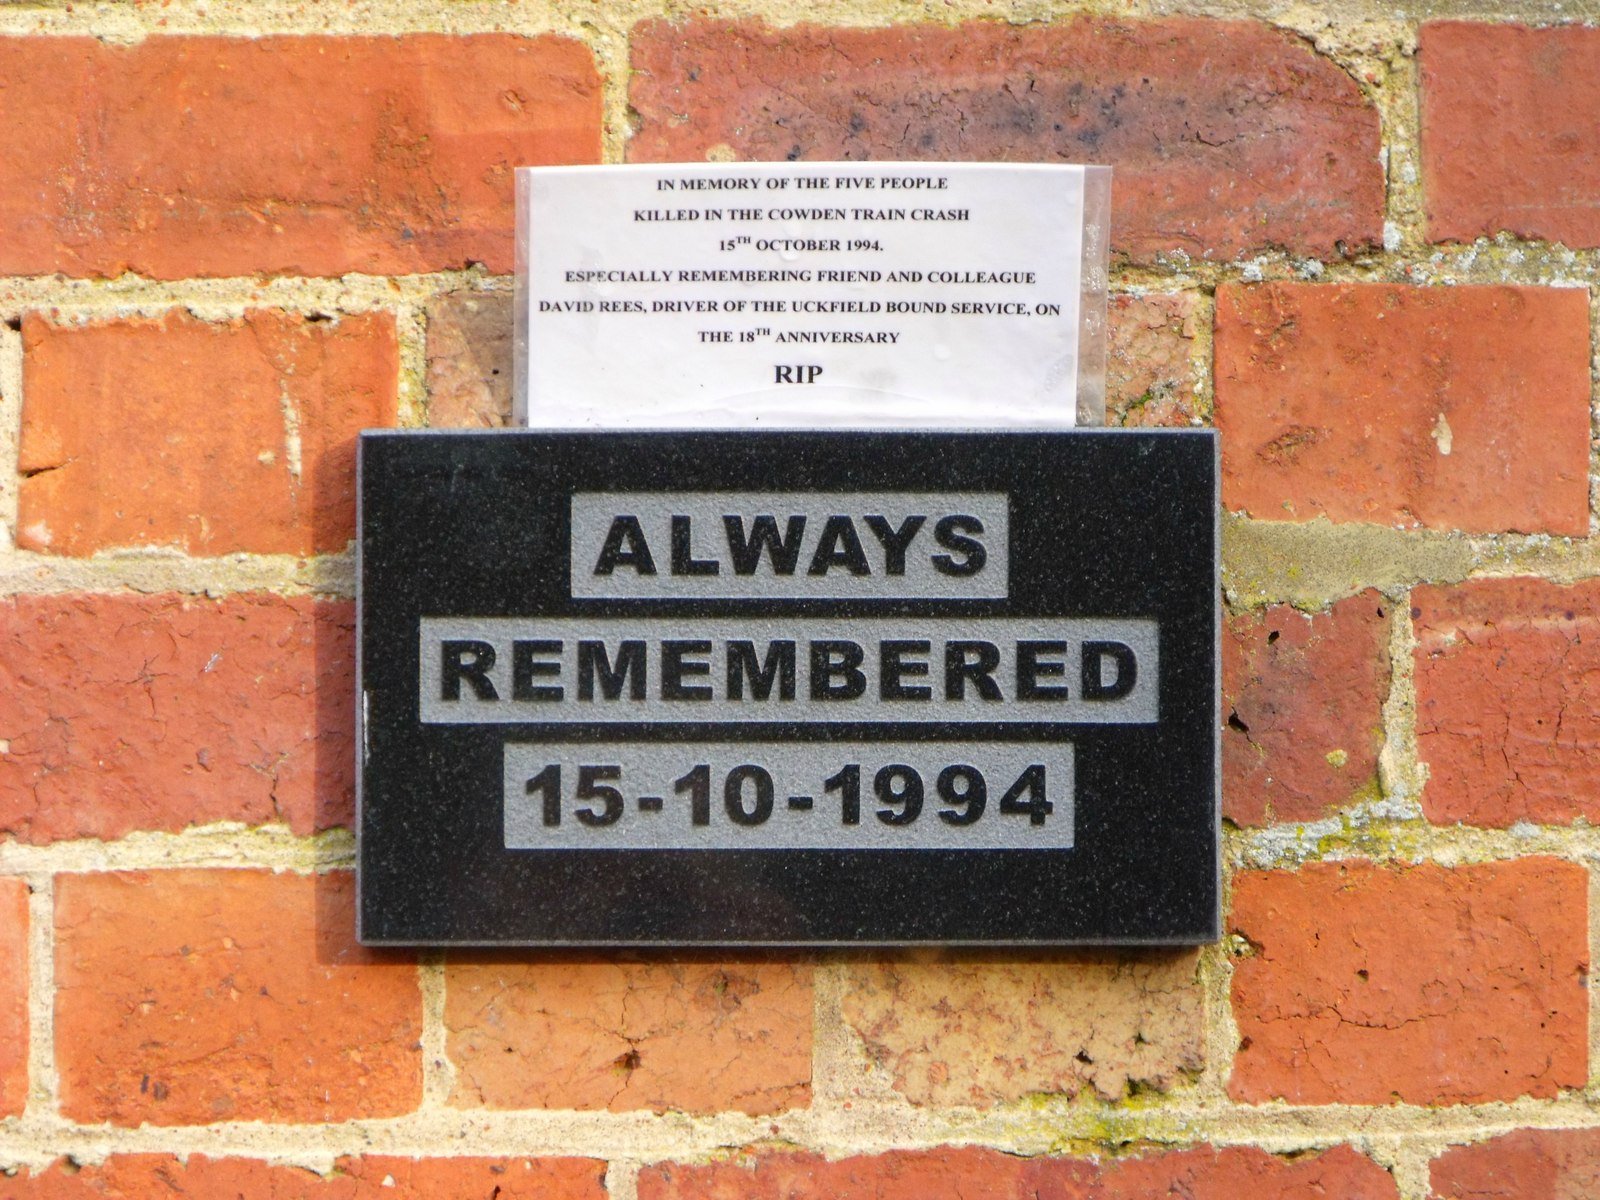 IN MEMORY OF THE FIVE PEOPLE
KILLED IN THE COWDEN TRAIN CRASH
15TH OCTOBER 1994.
ESPECIALLY REMEMBERING FRIEND AND COLLEAGUE
DAVID REES, DRIVER OF THE UCKFIELD BOUND SERVICE, ON
THE 18TH ANNIVERSARY
RIP
ALWAYS
REMEMBERED
15-10-1994